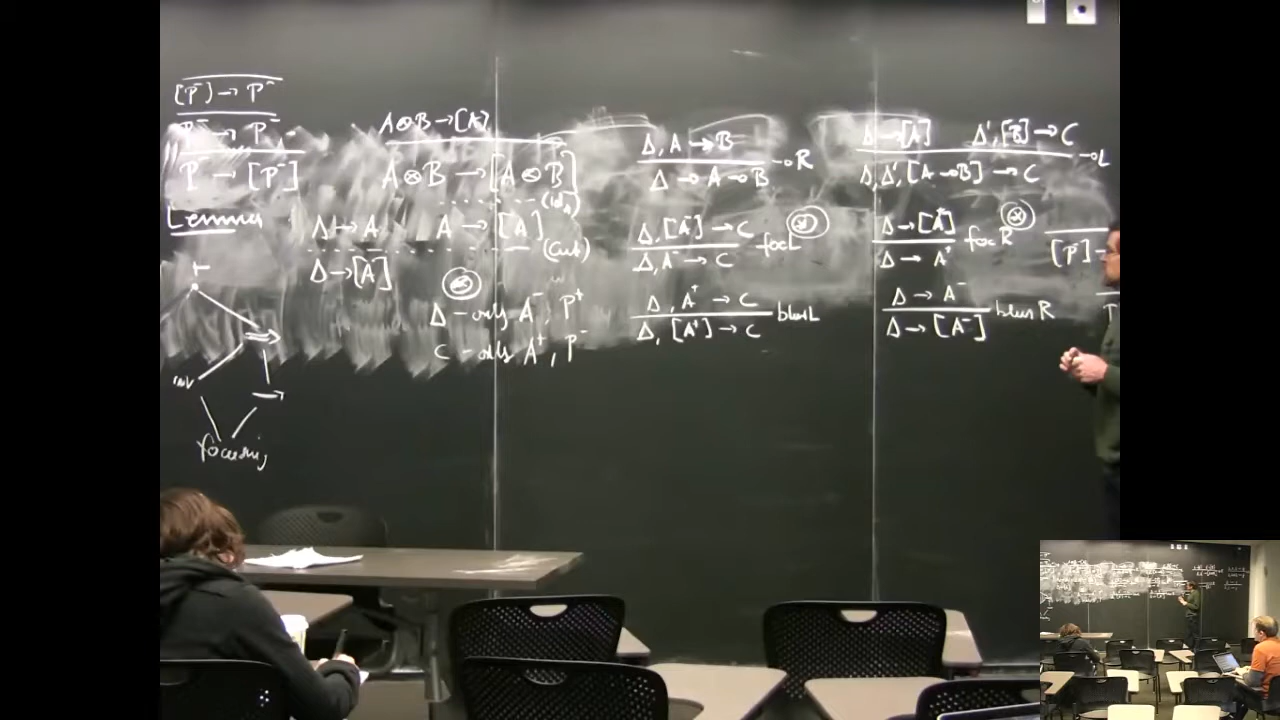 [P⁻] → P⁻
P⁻ → P⁻
P⁻ → [P⁻]
Lemma
focusing
A⊗B → [A]
A⊗B → [A⊗B]
(id_A)
Δ → A A → [A]
(cut)
Δ → [A]
⊛
Δ - only A⁻, P⁺
C - only A⁺, P⁻
Δ, A → B
Δ → A ⊸ B ⊸R
Δ, [A⁻] → C
Δ, A⁻ → C focL ⊛
Δ, A⁺ → C
Δ, [A⁺] → C blurL
Δ → [A] Δ', [B] → C
Δ, Δ', [A ⊸ B] → C ⊸L
Δ → [A⁺]
Δ → A⁺ focR ⊛
Δ → A⁻
Δ → [A⁻] blurR
[P⁻] →